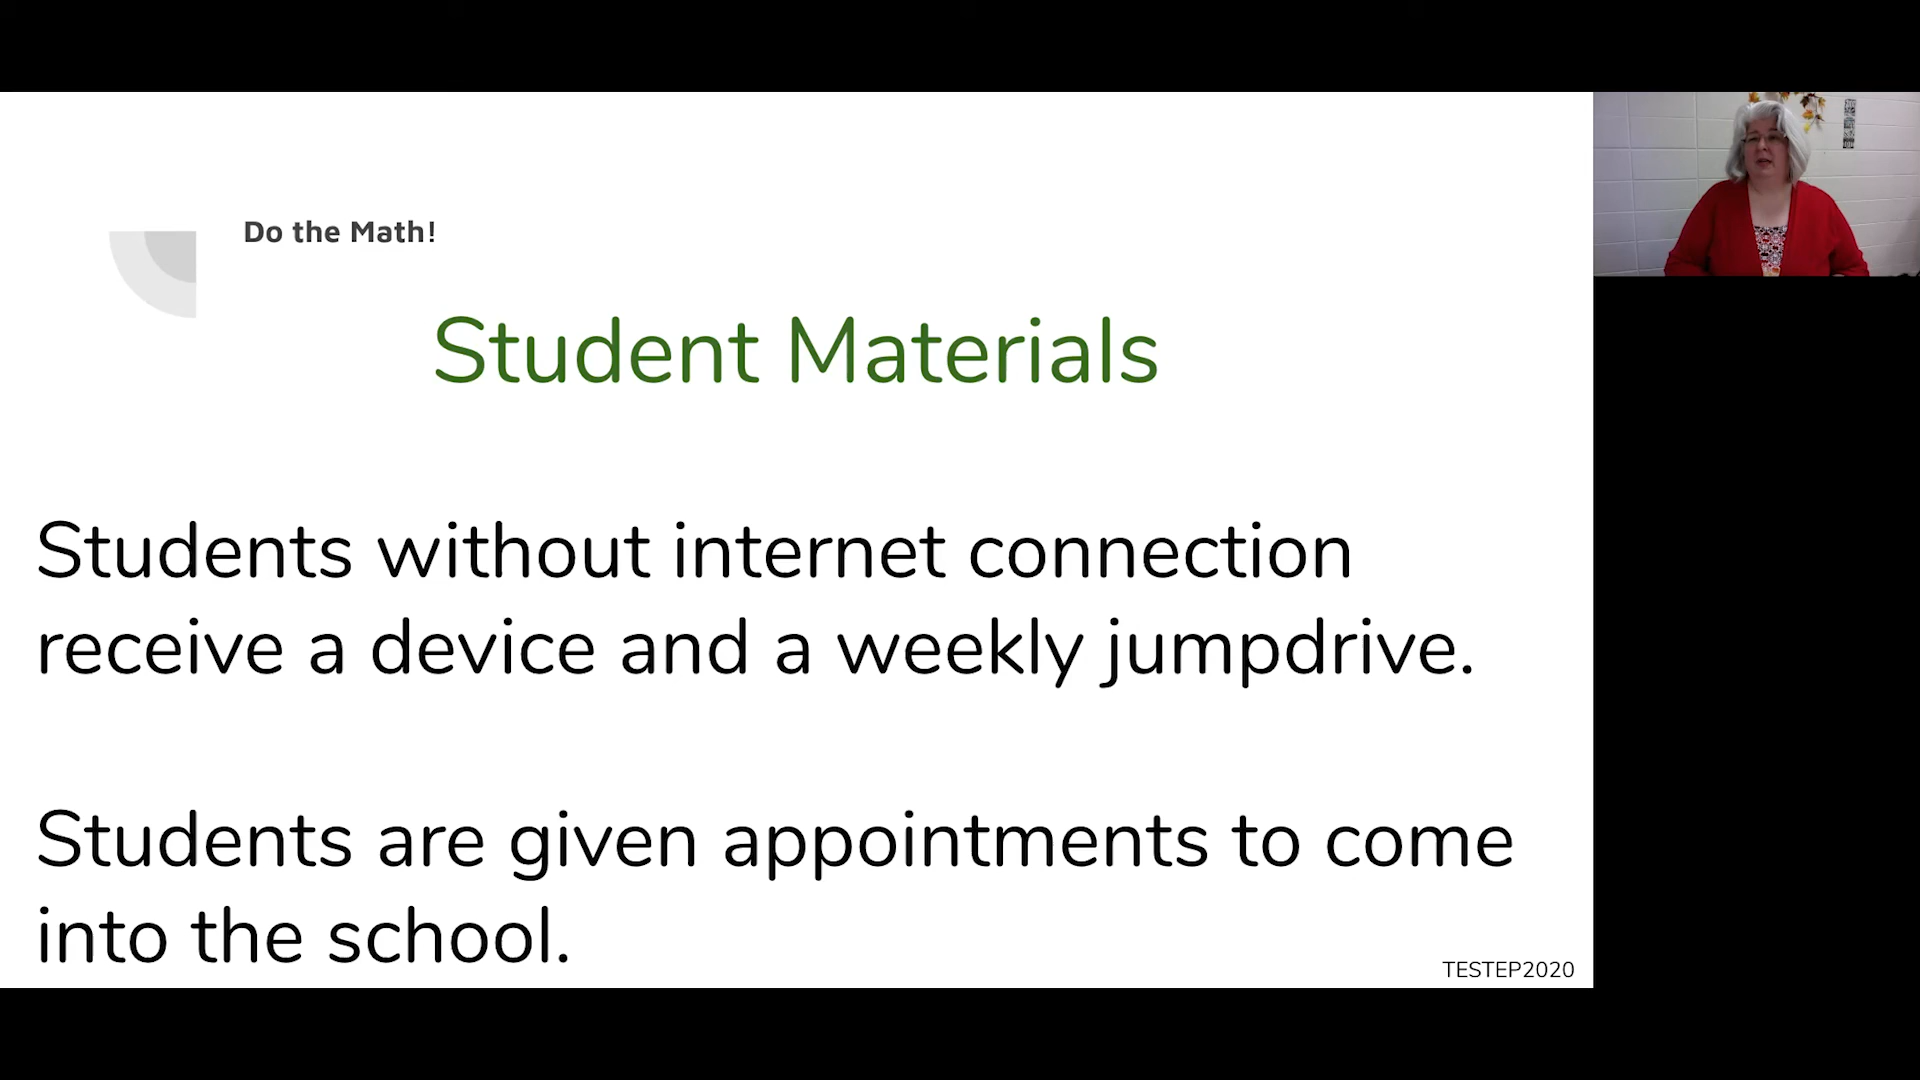 Do the Math!
Student Materials
Students without internet connection
receive a device and a weekly jumpdrive.
Students are given appointments to come
into the school.
TESTEP2020